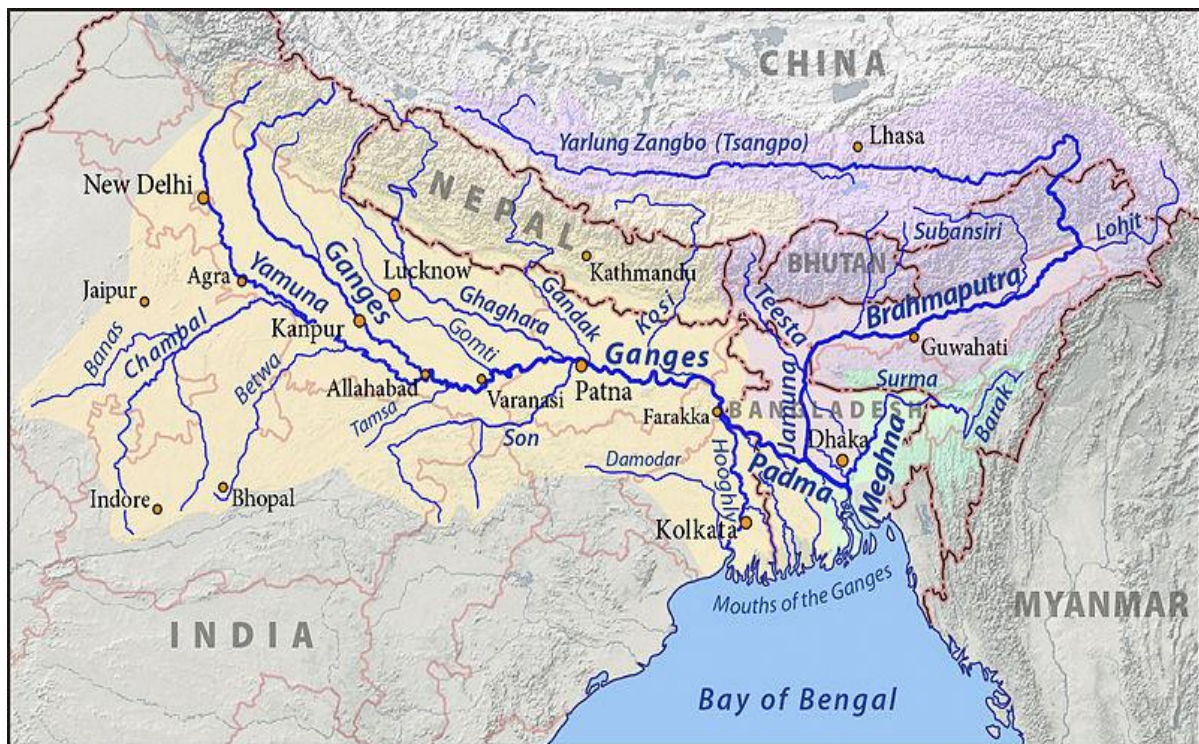 CHINA
Yarlung Zangbo (Tsangpo)
Lhasa
New Delhi
NEPAL
Subansiri
Lohit
Kathmandu
BHUTAN
Agra
Yamuna
Ganges
Lucknow
Jaipur
Ghaghara
Gandak
Kosi
Teesta
Brahmaputra
Kanpur
Gomti
Banas
Chambal
Betwa
Ganges
Guwahati
Allahabad
Varanasi
Patna
Surma
Tamsa
Farakka
BANGLADESH
Jamuna
Barak
Son
Dhaka
Meghna
Damodar
Hooghly
Padma
Indore
Bhopal
Kolkata
Mouths of the Ganges
INDIA
MYANMAR
Bay of Bengal